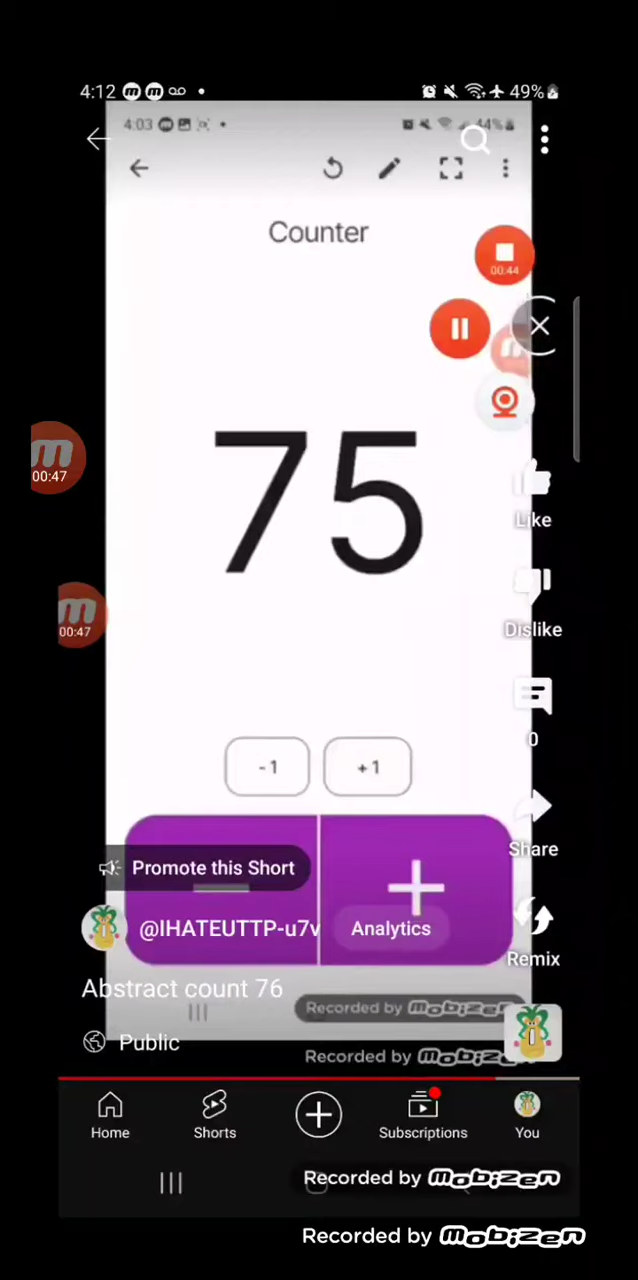 4:12 49%
4:03 44%
Counter
00:44
75
00:47
Like
00:47
Dislike
0
-1 +1
Share
Promote this Short
@IHATEUTTP-u7v Analytics
Remix
Abstract count 76
Recorded by mobizen
Public
Recorded by mobizen
Home Shorts Subscriptions You
Recorded by mobizen
Recorded by mobizen